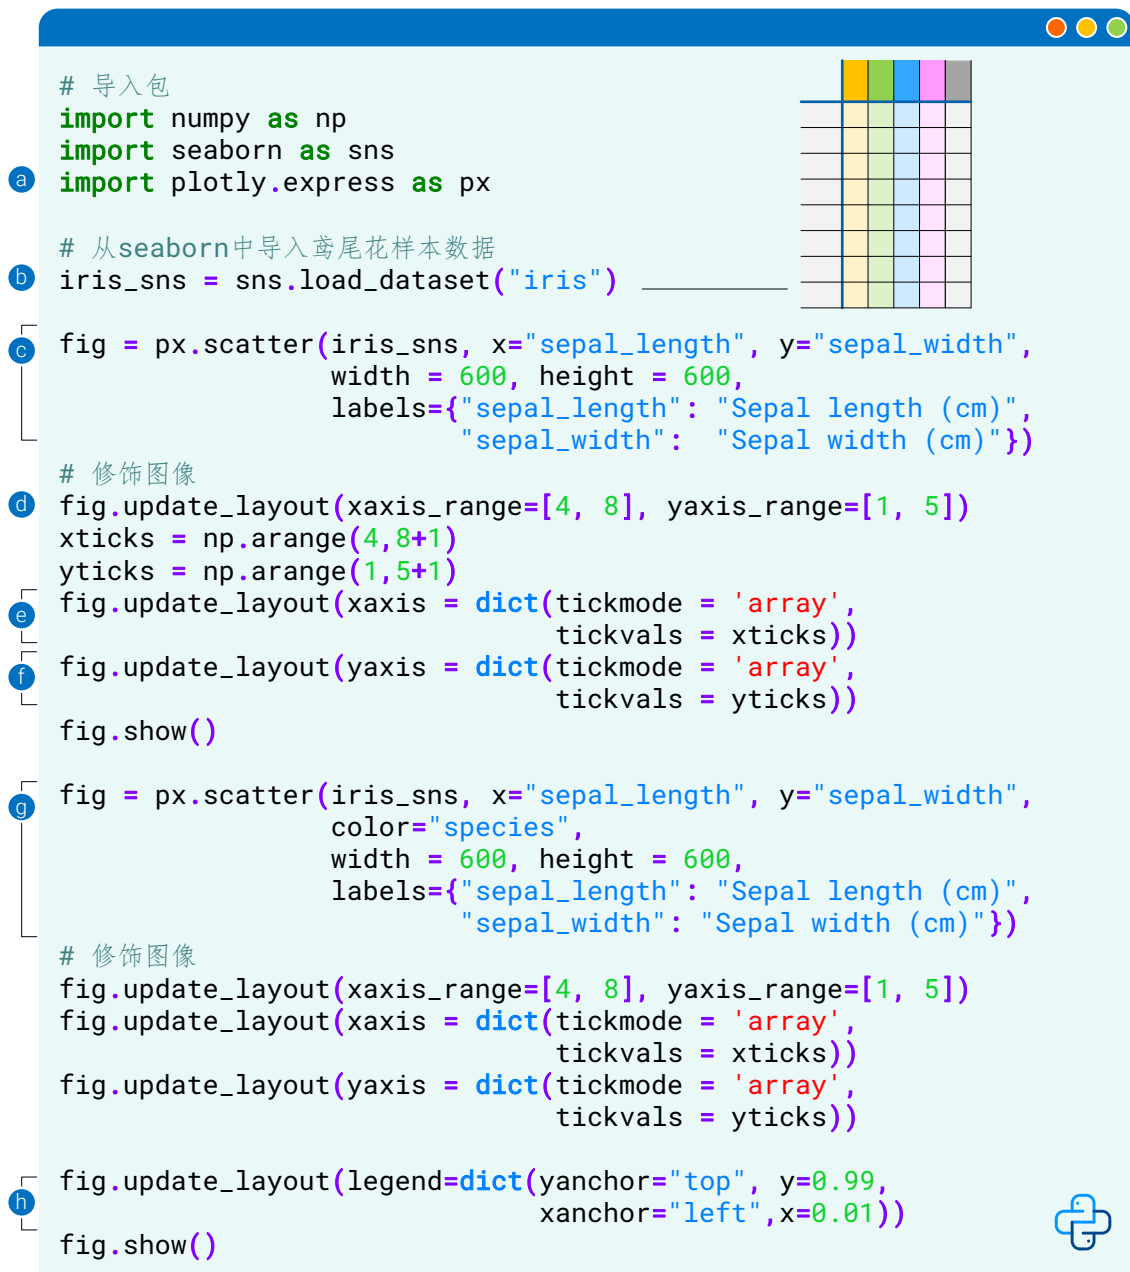 # 导入包
import numpy as np
import seaborn as sns
a import plotly.express as px
# 从seaborn中导入鸢尾花样本数据
b iris_sns = sns.load_dataset("iris")
c fig = px.scatter(iris_sns, x="sepal_length", y="sepal_width",
width = 600, height = 600,
labels={"sepal_length": "Sepal length (cm)",
"sepal_width":  "Sepal width (cm)"})
# 修饰图像
d fig.update_layout(xaxis_range=[4, 8], yaxis_range=[1, 5])
xticks = np.arange(4,8+1)
yticks = np.arange(1,5+1)
e fig.update_layout(xaxis = dict(tickmode = 'array',
tickvals = xticks))
f fig.update_layout(yaxis = dict(tickmode = 'array',
tickvals = yticks))
fig.show()
g fig = px.scatter(iris_sns, x="sepal_length", y="sepal_width",
color="species",
width = 600, height = 600,
labels={"sepal_length": "Sepal length (cm)",
"sepal_width": "Sepal width (cm)"})
# 修饰图像
fig.update_layout(xaxis_range=[4, 8], yaxis_range=[1, 5])
fig.update_layout(xaxis = dict(tickmode = 'array',
tickvals = xticks))
fig.update_layout(yaxis = dict(tickmode = 'array',
tickvals = yticks))
h fig.update_layout(legend=dict(yanchor="top", y=0.99,
xanchor="left",x=0.01))
fig.show()